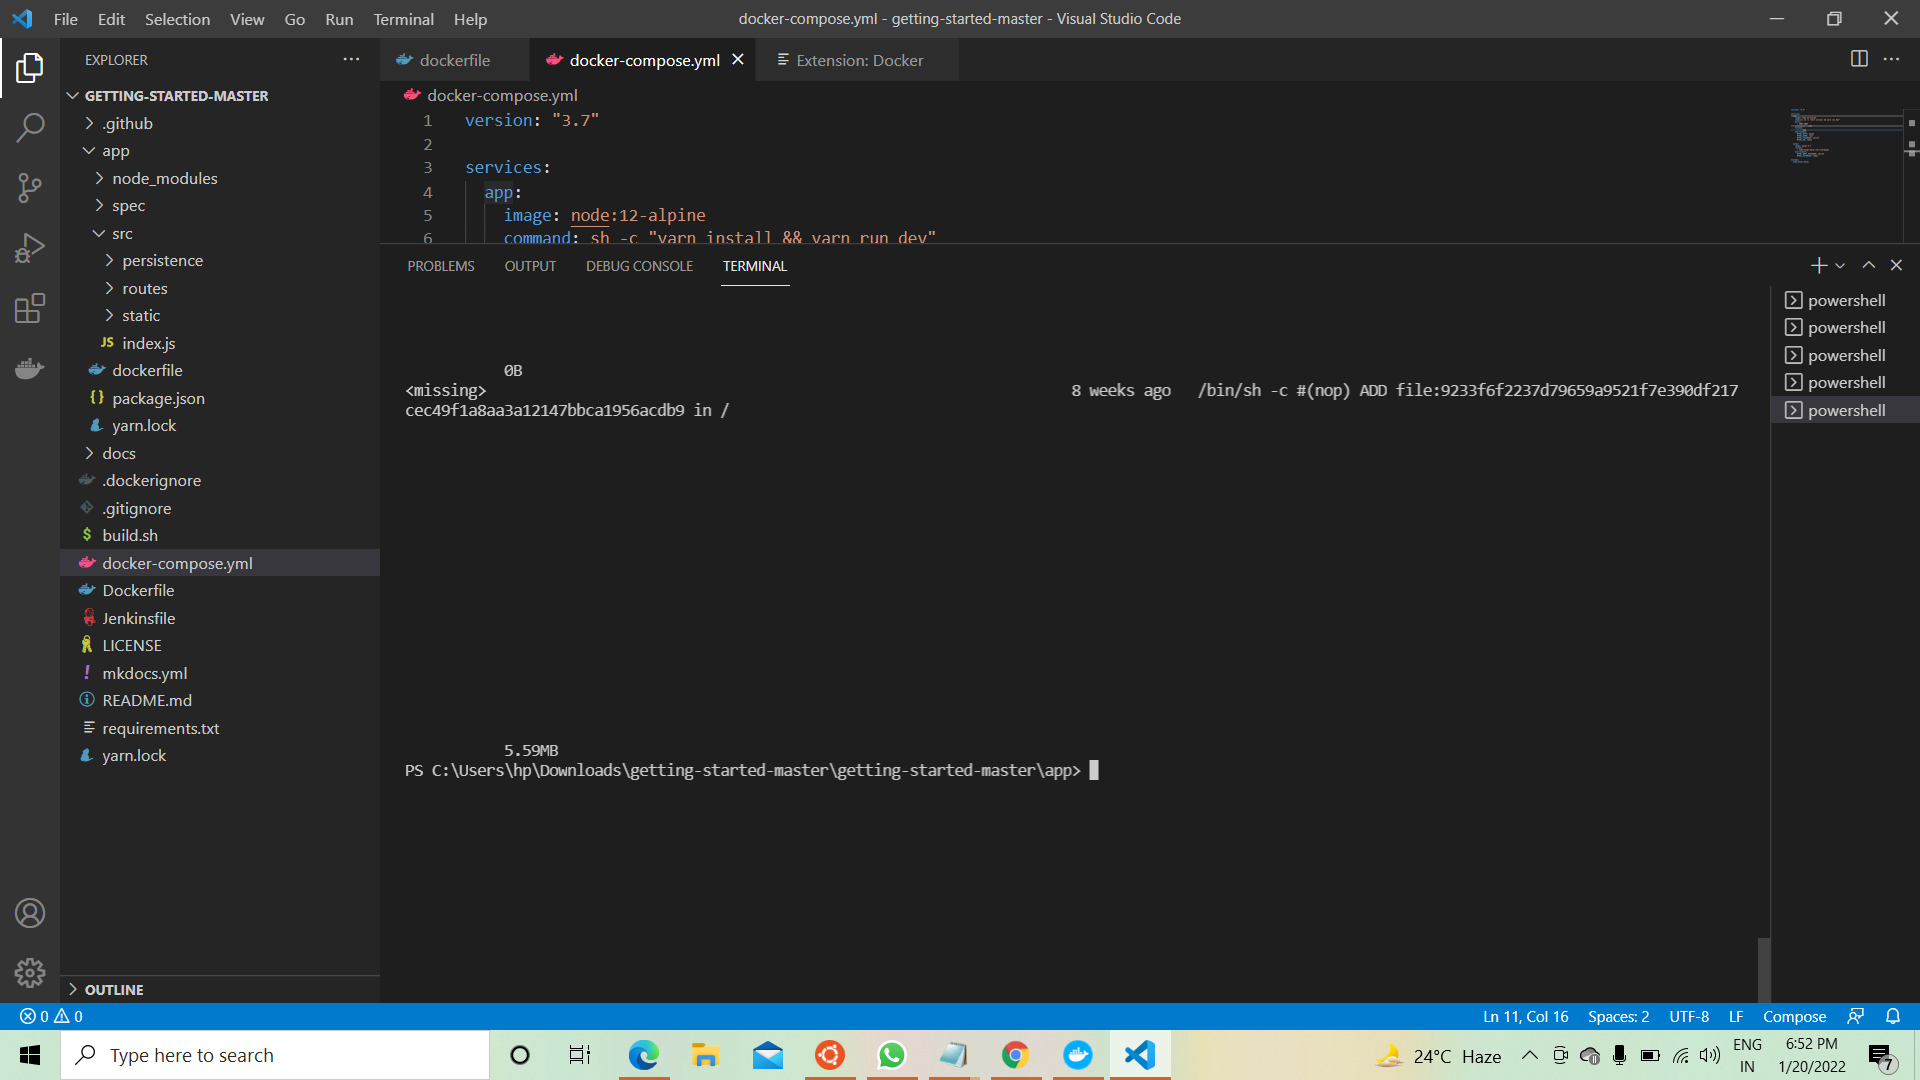 File Edit Selection View Go Run Terminal Help
docker-compose.yml - getting-started-master - Visual Studio Code
EXPLORER
GETTING-STARTED-MASTER
.github
app
node_modules
spec
src
persistence
routes
static
JS index.js
dockerfile
{} package.json
yarn.lock
docs
.dockerignore
.gitignore
$ build.sh
docker-compose.yml
Dockerfile
Jenkinsfile
LICENSE
! mkdocs.yml
README.md
requirements.txt
yarn.lock
OUTLINE
dockerfile docker-compose.yml Extension: Docker
docker-compose.yml
1 version: "3.7"
2
3 services:
4 app:
5 image: node:12-alpine
6 command: sh -c "yarn install && yarn run dev"
PROBLEMS OUTPUT DEBUG CONSOLE TERMINAL
0B
<missing> 8 weeks ago /bin/sh -c #(nop) ADD file:9233f6f2237d79659a9521f7e390df217
cec49f1a8aa3a12147bbca1956acdb9 in /
5.59MB
PS C:\Users\hp\Downloads\getting-started-master\getting-started-master\app>
powershell
powershell
powershell
powershell
powershell
0 0 Ln 11, Col 16 Spaces: 2 UTF-8 LF Compose
Type here to search
24°C Haze
ENG
IN
6:52 PM
1/20/2022
7